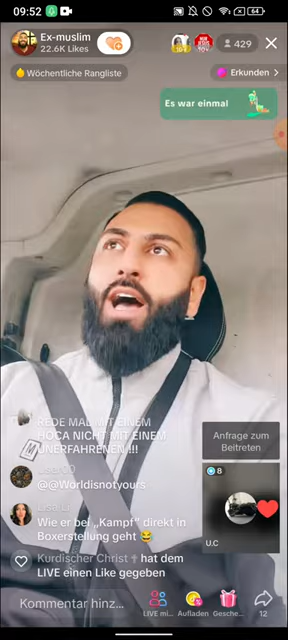 09:52
64
Ex-muslim
22.6K Likes
429
Wöchentliche Rangliste
Erkunden >
Es war einmal
REDE MAL MIT EINEM
HOCA NICHT MIT EINEM
UNERFAHRENEN !!!
@@Worldisnotyours
Wie er bei „Kampf“ direkt in
Boxerstellung geht 😂
Kurdischer Christ ✝ hat dem
LIVE einen Like gegeben
Anfrage zum
Beitreten
8
U.C
Kommentar hinz...
LIVE mi...
Aufladen
Gesche...
12